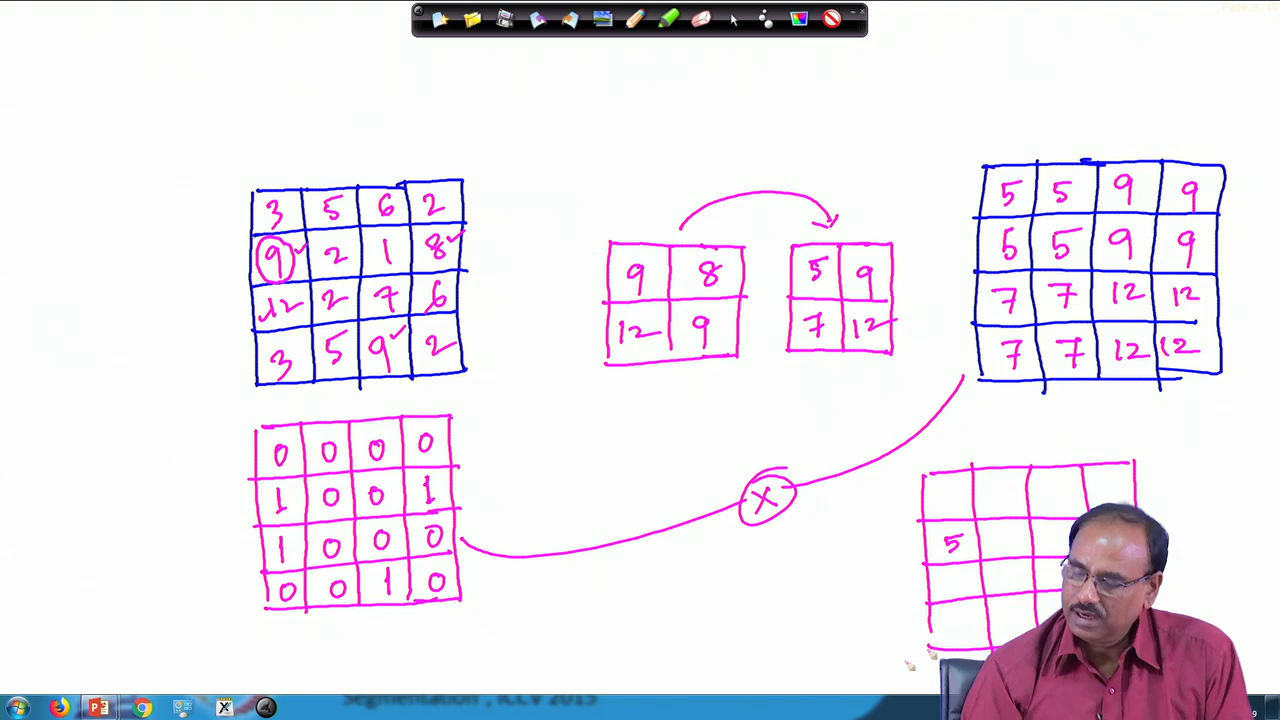 3 5 6 2
9 2 1 8
12 2 7 6
3 5 9 2
9 8
12 9
5 9
7 12
5 5 9 9
5 5 9 9
7 7 12 12
7 7 12 12
0 0 0 0
1 0 0 1
1 0 0 0
0 0 1 0
X
5
Segmentation", ICCV 2015